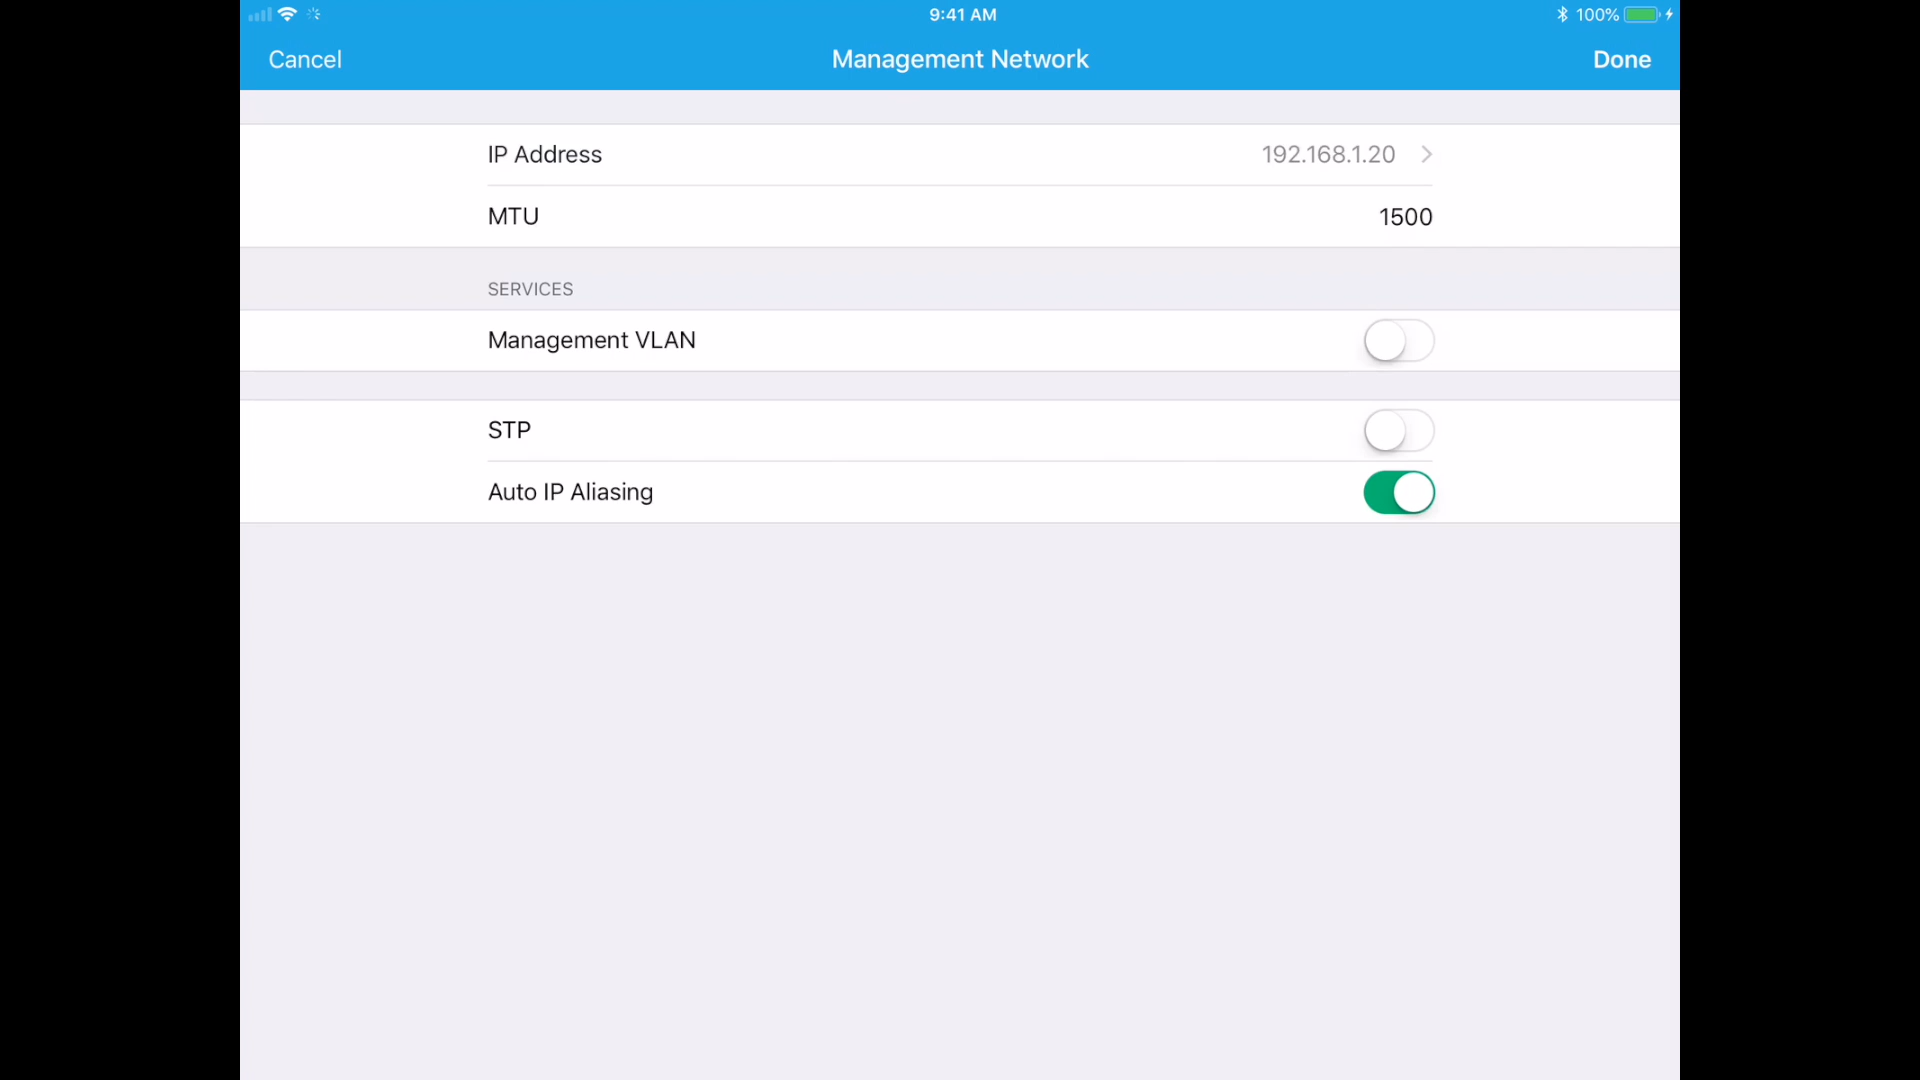 9:41 AM
100%
Cancel
Management Network
Done
IP Address
192.168.1.20
MTU
1500
SERVICES
Management VLAN
STP
Auto IP Aliasing